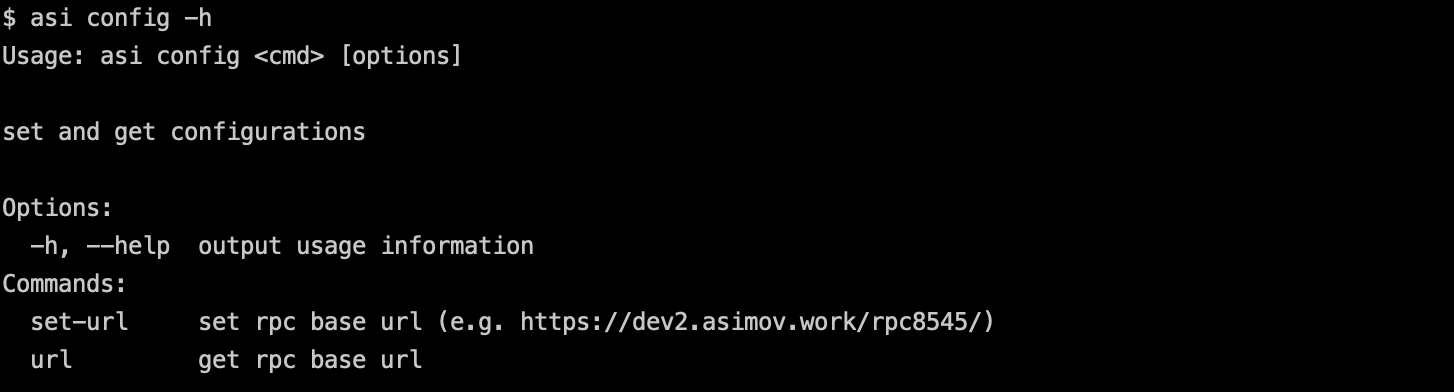 $ asi config -h
Usage: asi config <cmd> [options]
set and get configurations
Options:
-h, --help output usage information
Commands:
set-url set rpc base url (e.g. https://dev2.asimov.work/rpc8545/)
url get rpc base url